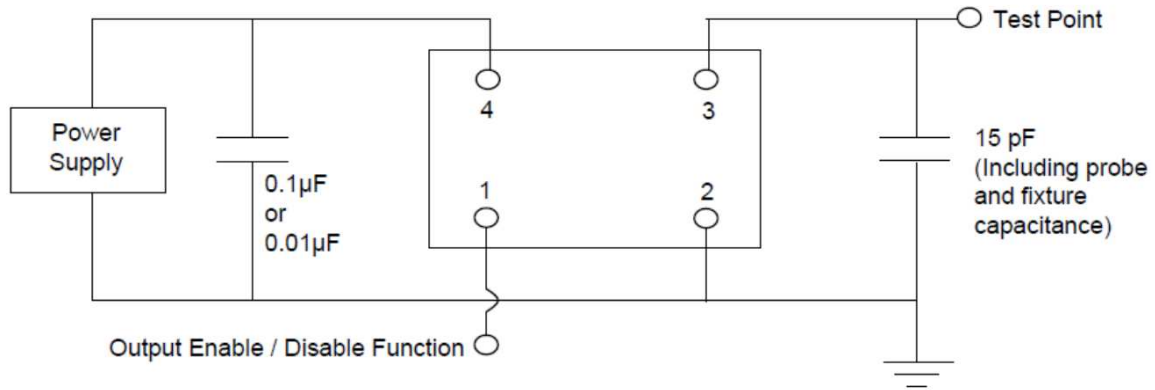 Test Point
4
3
Power
Supply
15 pF
(Including probe
and fixture
capacitance)
0.1µF
or
0.01µF
1
2
Output Enable / Disable Function